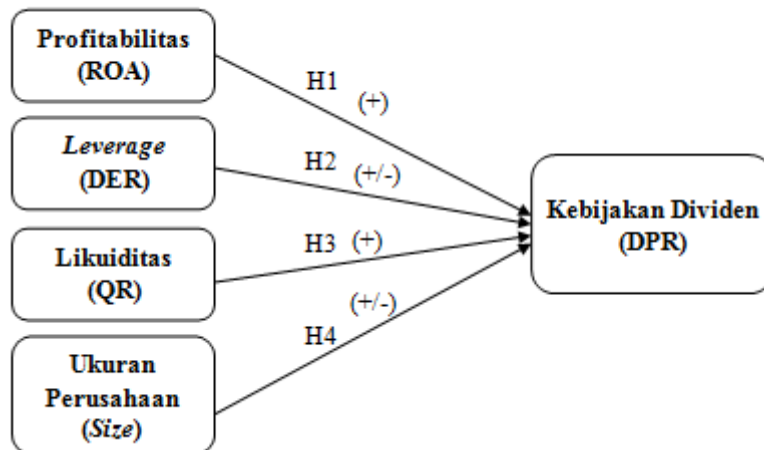 Profitabilitas
(ROA)
H1
(+)
Leverage
(DER)
H2
(+/-)
Kebijakan Dividen
(DPR)
Likuiditas
(QR)
H3
(+)
(+/-)
H4
Ukuran
Perusahaan
(Size)